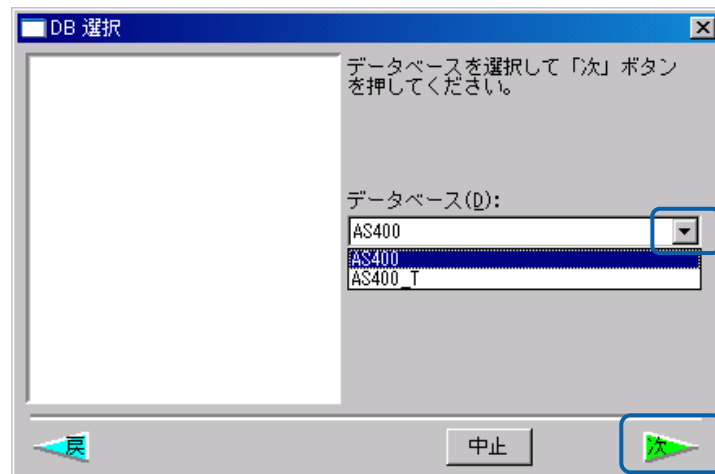 DB 選択
データベースを選択して「次」ボタン
を押してください。
データベース(D):
AS400
AS400
AS400_T
戻
中止
次